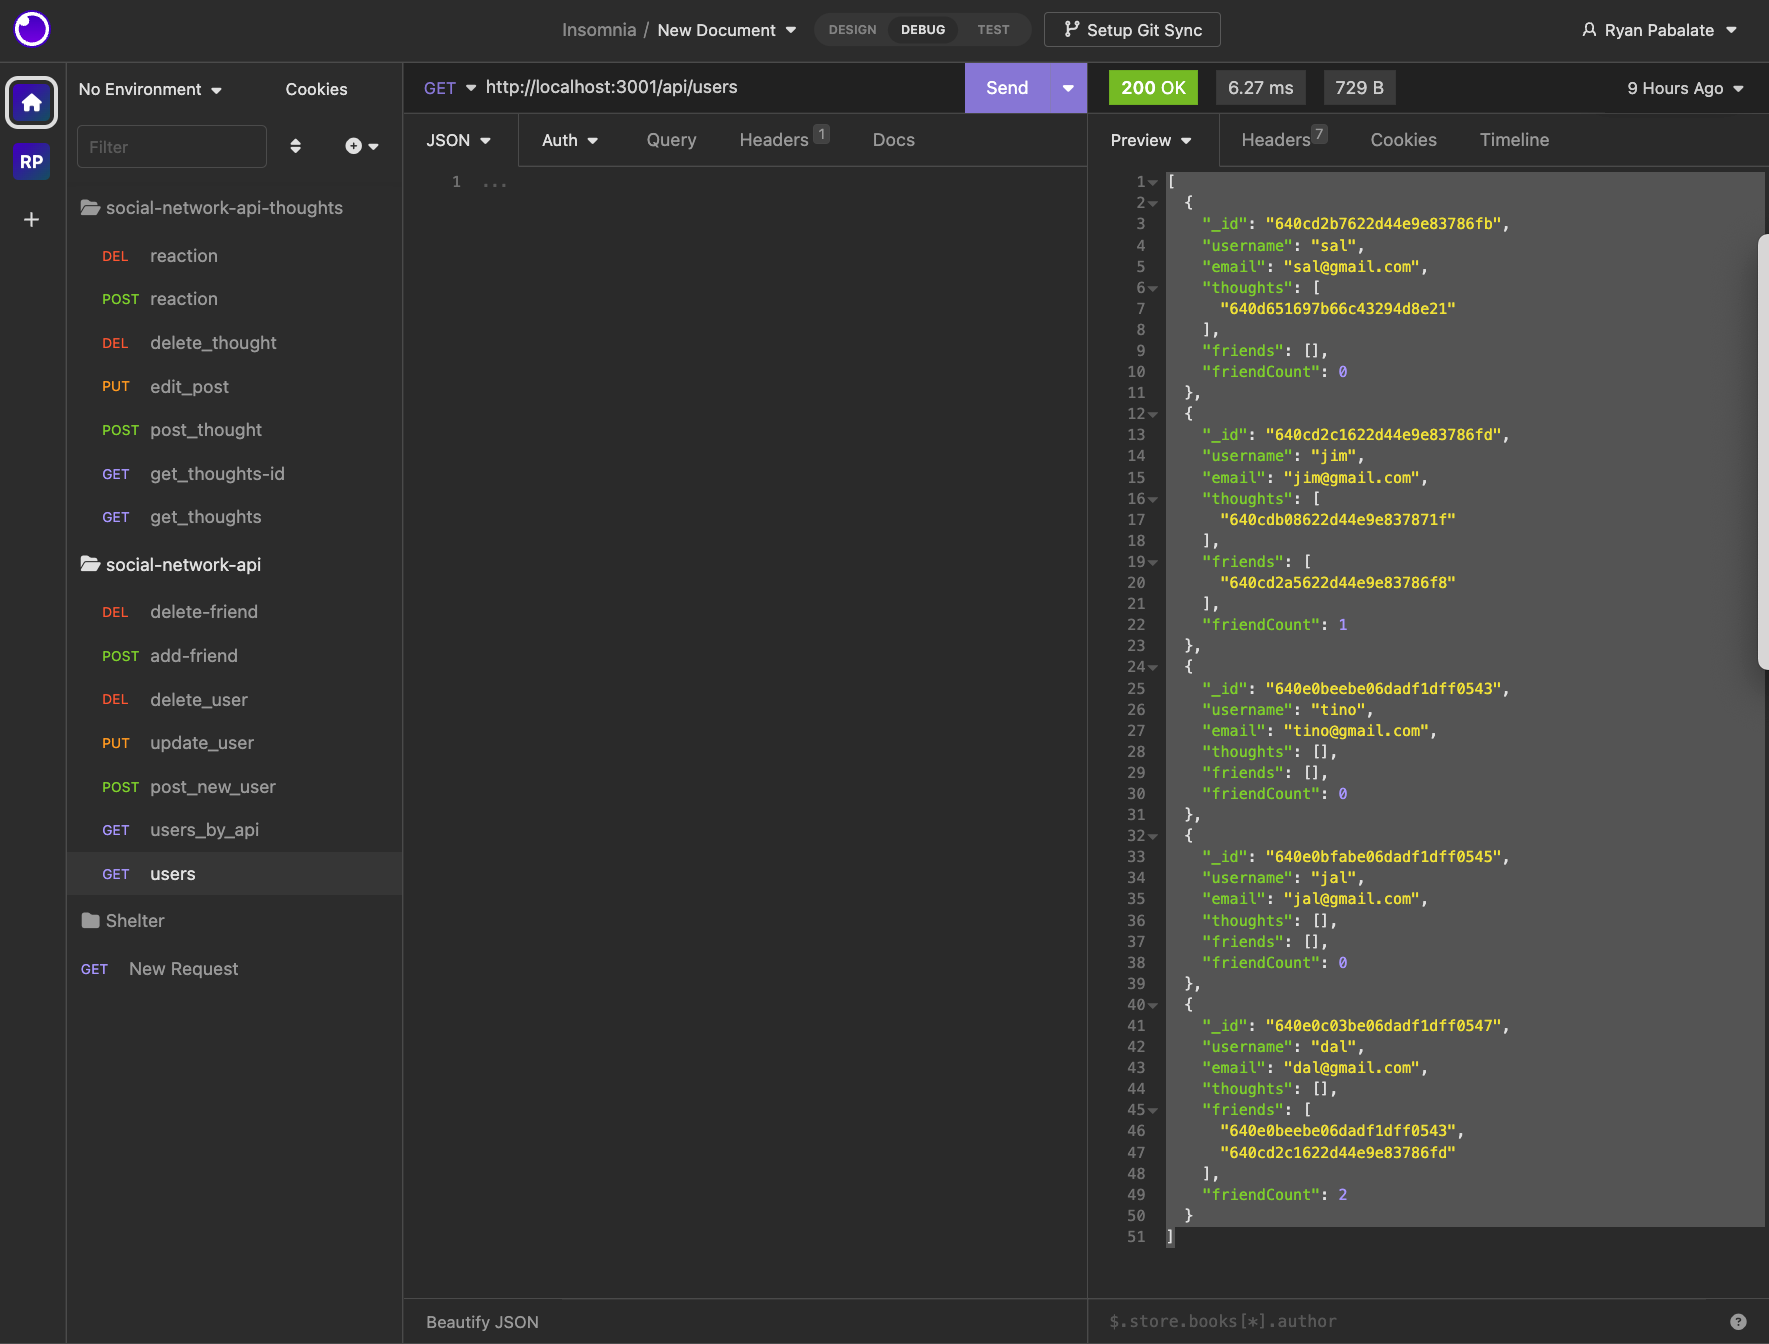 Insomnia / New Document
DESIGN DEBUG TEST
Setup Git Sync
Ryan Pabalate
RP
No Environment
Cookies
Filter
social-network-api-thoughts
DEL reaction
POST reaction
DEL delete_thought
PUT edit_post
POST post_thought
GET get_thoughts-id
GET get_thoughts
social-network-api
DEL delete-friend
POST add-friend
DEL delete_user
PUT update_user
POST post_new_user
GET users_by_api
GET users
Shelter
GET New Request
GET http://localhost:3001/api/users
Send
JSON Auth Query Headers 1 Docs
1 ...
Beautify JSON
200 OK 6.27 ms 729 B 9 Hours Ago
Preview Headers 7 Cookies Timeline
1 [
2 {
3 "_id": "640cd2b7622d44e9e83786fb",
4 "username": "sal",
5 "email": "sal@gmail.com",
6 "thoughts": [
7 "640d651697b66c43294d8e21"
8 ],
9 "friends": [],
10 "friendCount": 0
11 },
12 {
13 "_id": "640cd2c1622d44e9e83786fd",
14 "username": "jim",
15 "email": "jim@gmail.com",
16 "thoughts": [
17 "640cdb08622d44e9e837871f"
18 ],
19 "friends": [
20 "640cd2a5622d44e9e83786f8"
21 ],
22 "friendCount": 1
23 },
24 {
25 "_id": "640e0beebe06dadf1dff0543",
26 "username": "tino",
27 "email": "tino@gmail.com",
28 "thoughts": [],
29 "friends": [],
30 "friendCount": 0
31 },
32 {
33 "_id": "640e0bfabe06dadf1dff0545",
34 "username": "jal",
35 "email": "jal@gmail.com",
36 "thoughts": [],
37 "friends": [],
38 "friendCount": 0
39 },
40 {
41 "_id": "640e0c03be06dadf1dff0547",
42 "username": "dal",
43 "email": "dal@gmail.com",
44 "thoughts": [],
45 "friends": [
46 "640e0beebe06dadf1dff0543",
47 "640cd2c1622d44e9e83786fd"
48 ],
49 "friendCount": 2
50 }
51 ]
$.store.books[*].author
?